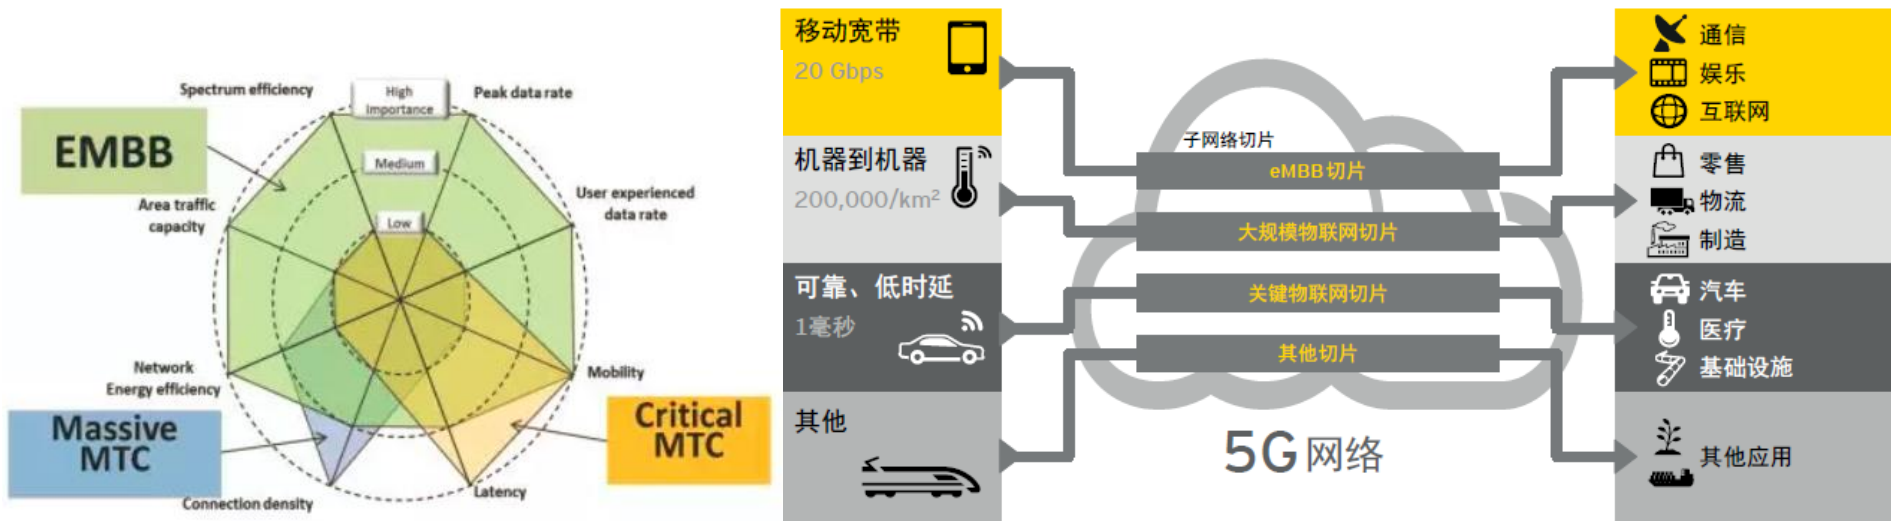 Spectrum efficiency
High
Importance
Peak data rate
EMBB
Medium
Area traffic
capacity
User experienced
data rate
Low
Network
Energy efficiency
Mobility
Massive
MTC
Critical
MTC
Connection density
Latency
移动宽带
20 Gbps
机器到机器
200,000/km²
可靠、低时延
1毫秒
其他
子网络切片
eMBB切片
大规模物联网切片
关键物联网切片
其他切片
5G网络
通信
娱乐
互联网
零售
物流
制造
汽车
医疗
基础设施
其他应用